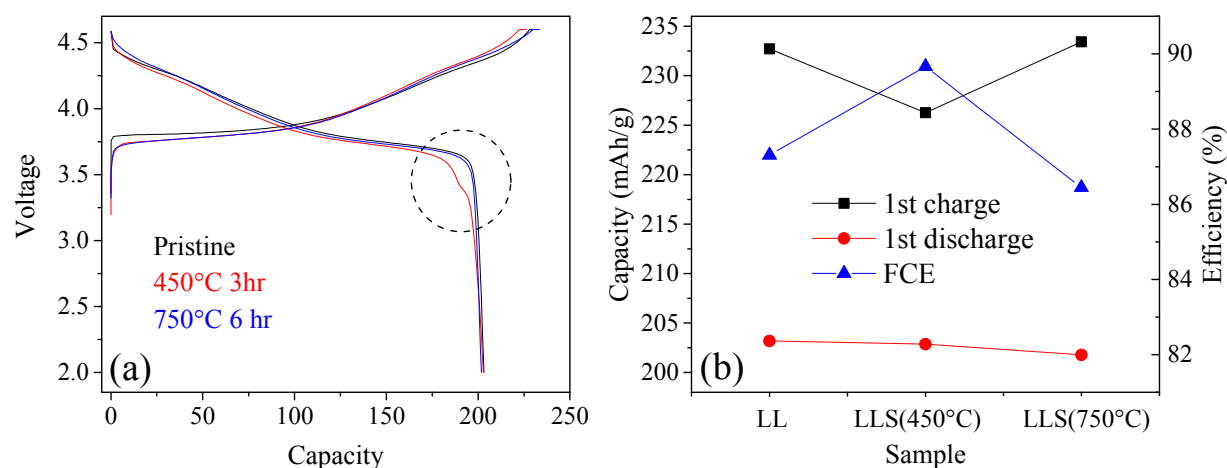 4.5
4.0
3.5
3.0
2.5
2.0
Voltage
Pristine
450°C 3hr
750°C 6 hr
(a)
0 50 100 150 200 250
Capacity
235
230
225
220
215
210
205
200
Capacity (mAh/g)
1st charge
1st discharge
FCE
(b)
90
88
86
84
82
Efficiency (%)
LL LLS(450°C) LLS(750°C)
Sample